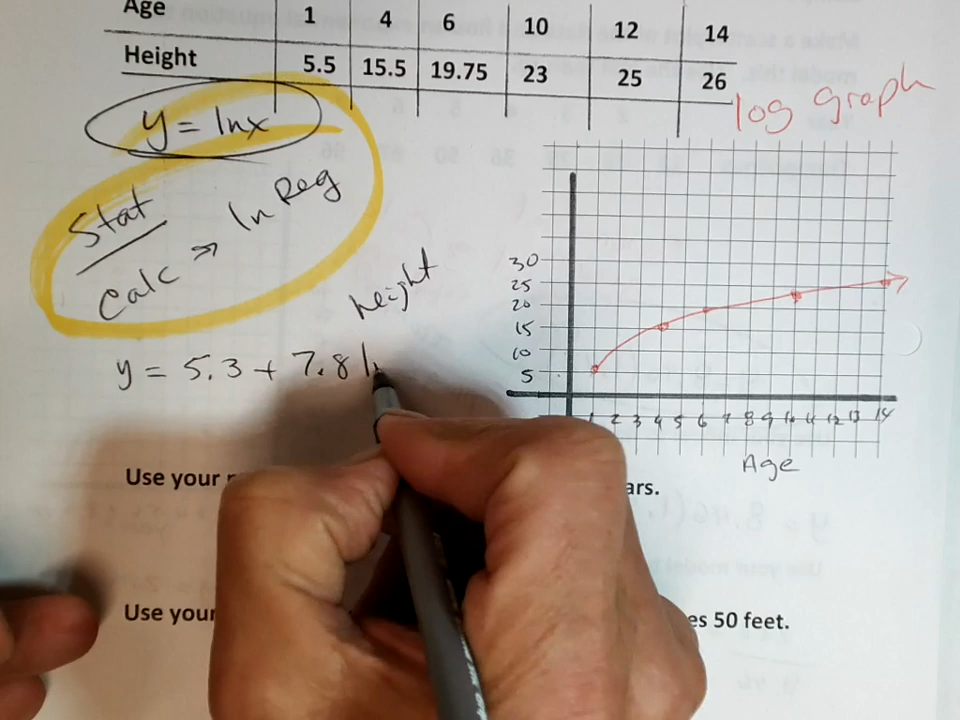 Age 1 4 6 10 12 14
Height 5.5 15.5 19.75 23 25 26
log graph
y = lnx
Stat
Calc → ln Reg
height
y = 5.3 + 7.8 l
30
25
20
15
10
5
1 2 3 4 5 6 7 8 9 10 11 12 13 14
Age
Use your ars.
Use your es 50 feet.